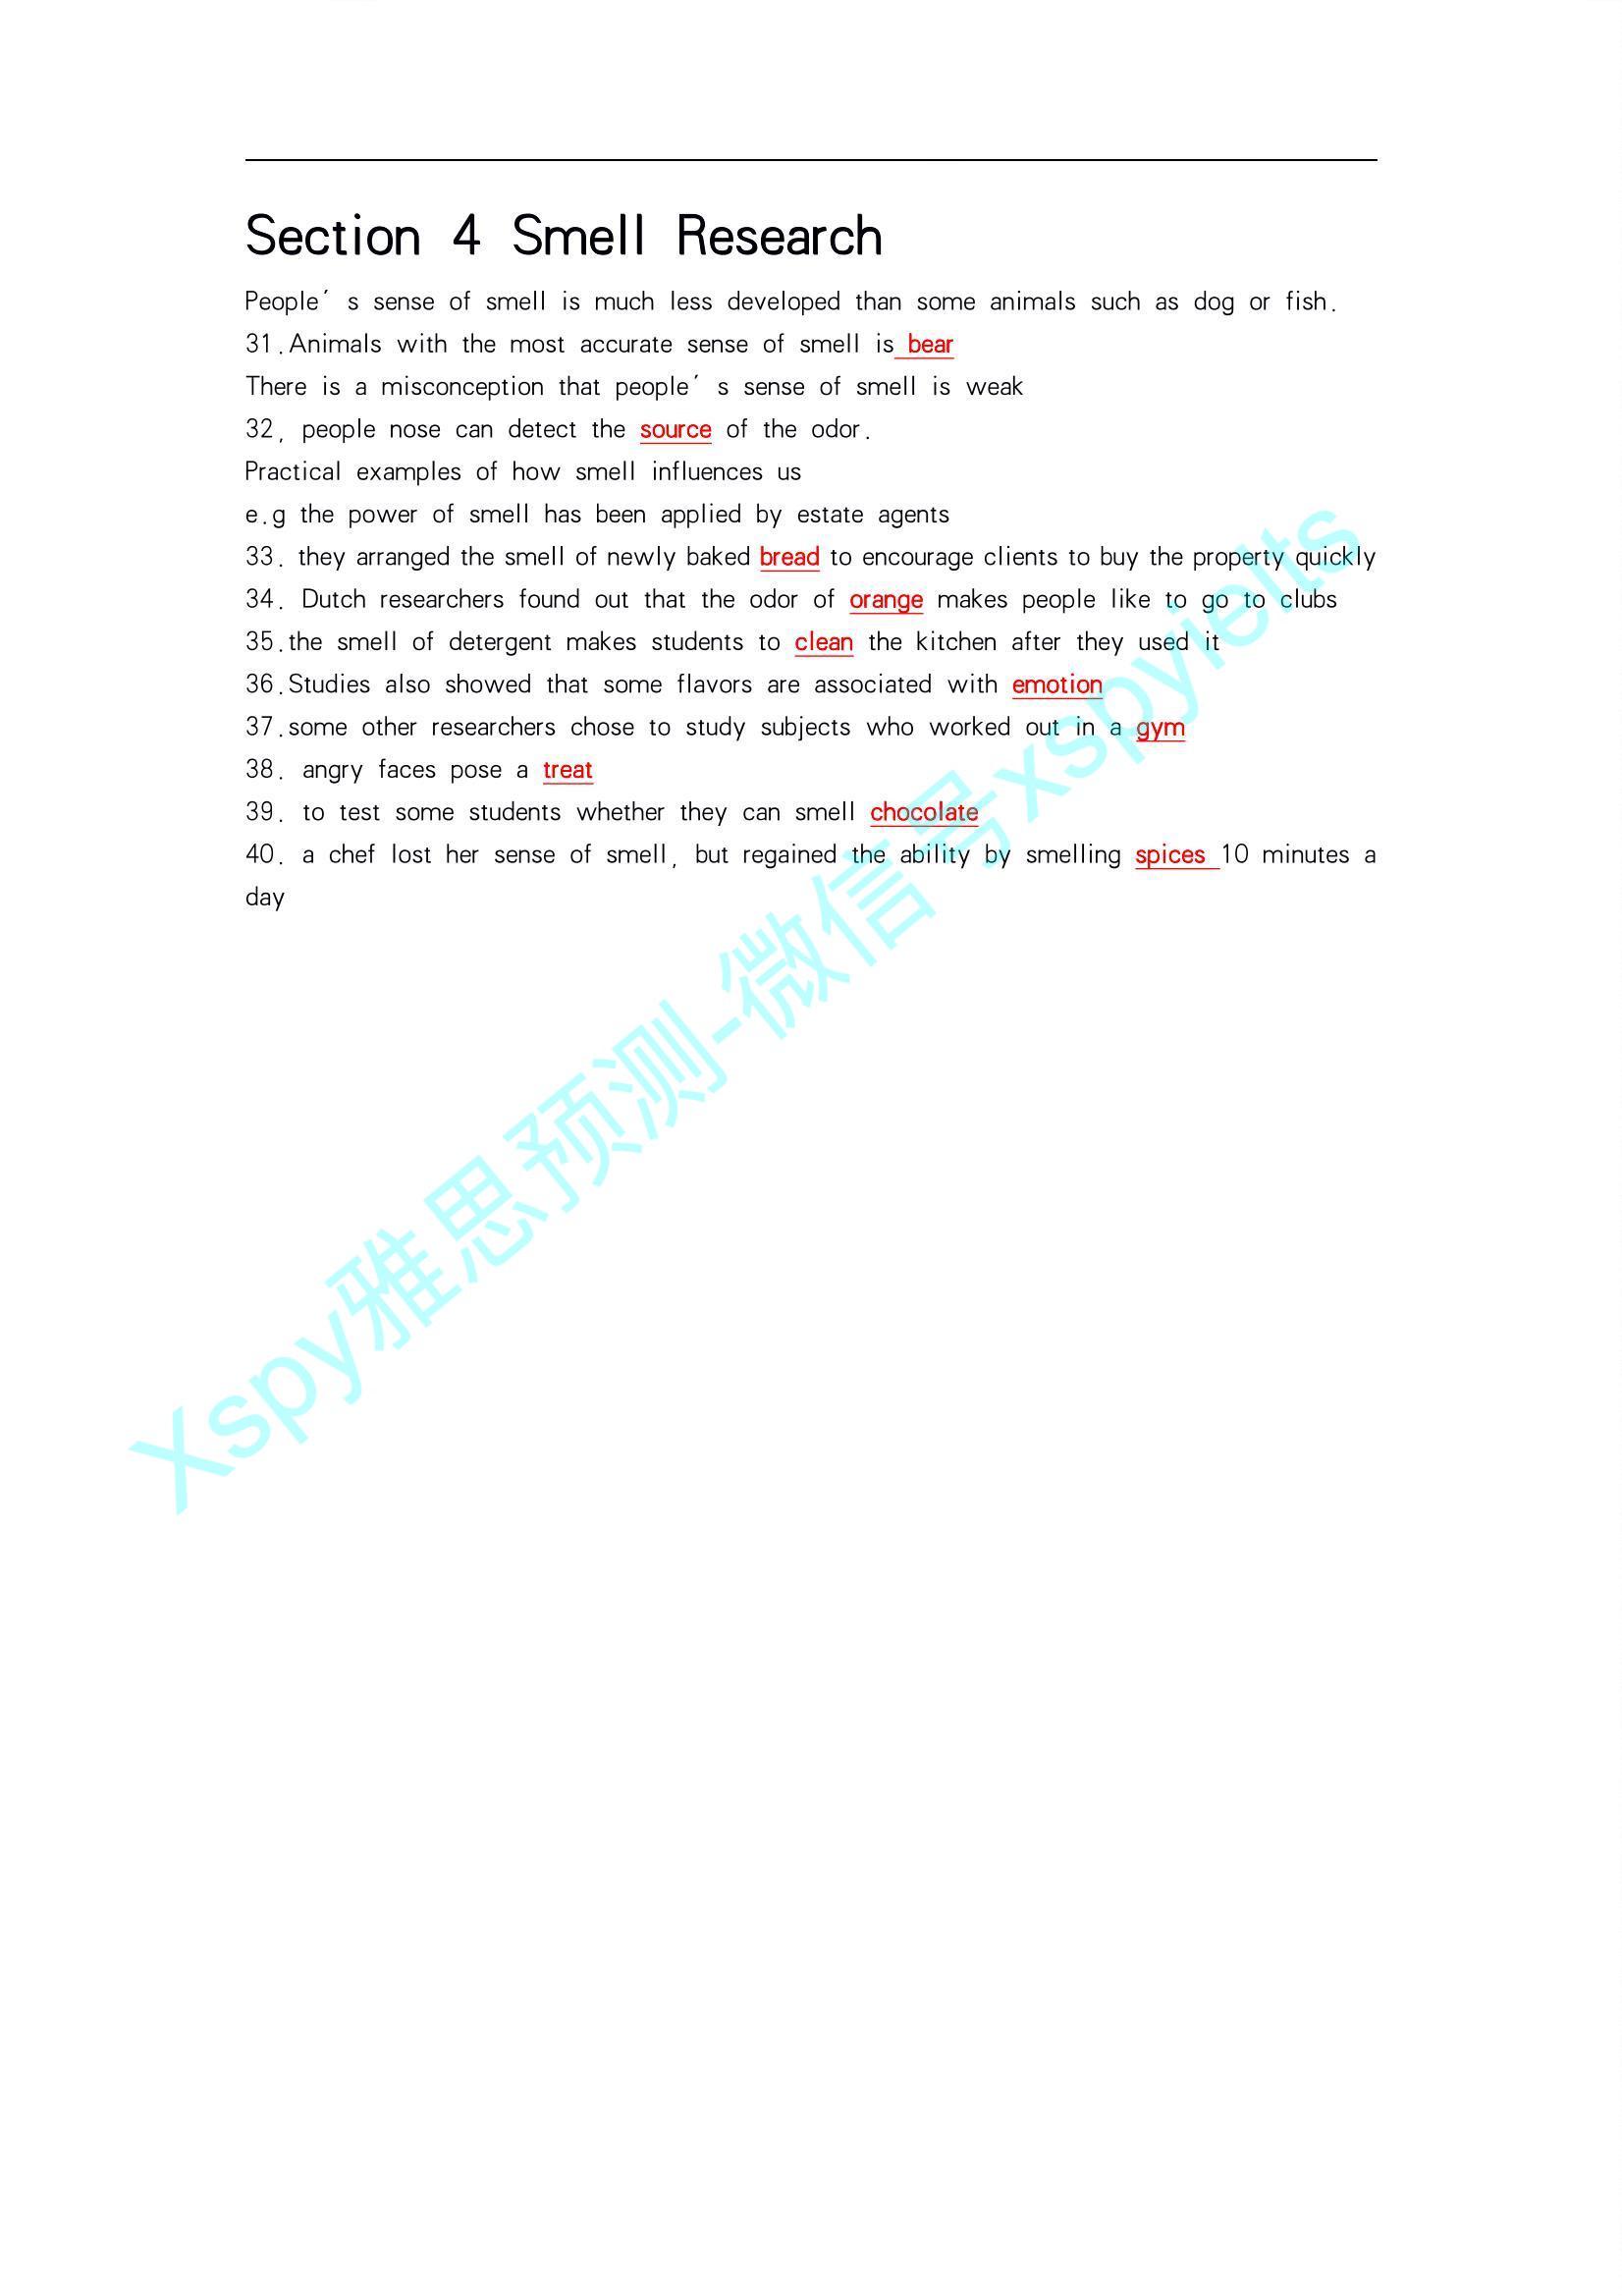 Section 4 Smell Research
People´s sense of smell is much less developed than some animals such as dog or fish.
31.Animals with the most accurate sense of smell is bear
There is a misconception that people´s sense of smell is weak
32, people nose can detect the source of the odor.
Practical examples of how smell influences us
e.g the power of smell has been applied by estate agents
33. they arranged the smell of newly baked bread to encourage clients to buy the property quickly
34. Dutch researchers found out that the odor of orange makes people like to go to clubs
35.the smell of detergent makes students to clean the kitchen after they used it
36.Studies also showed that some flavors are associated with emotion
37.some other researchers chose to study subjects who worked out in a gym
38. angry faces pose a treat
39. to test some students whether they can smell chocolate
40. a chef lost her sense of smell, but regained the ability by smelling spices 10 minutes a
day
Xspy雅思预测-微信号xspyielts